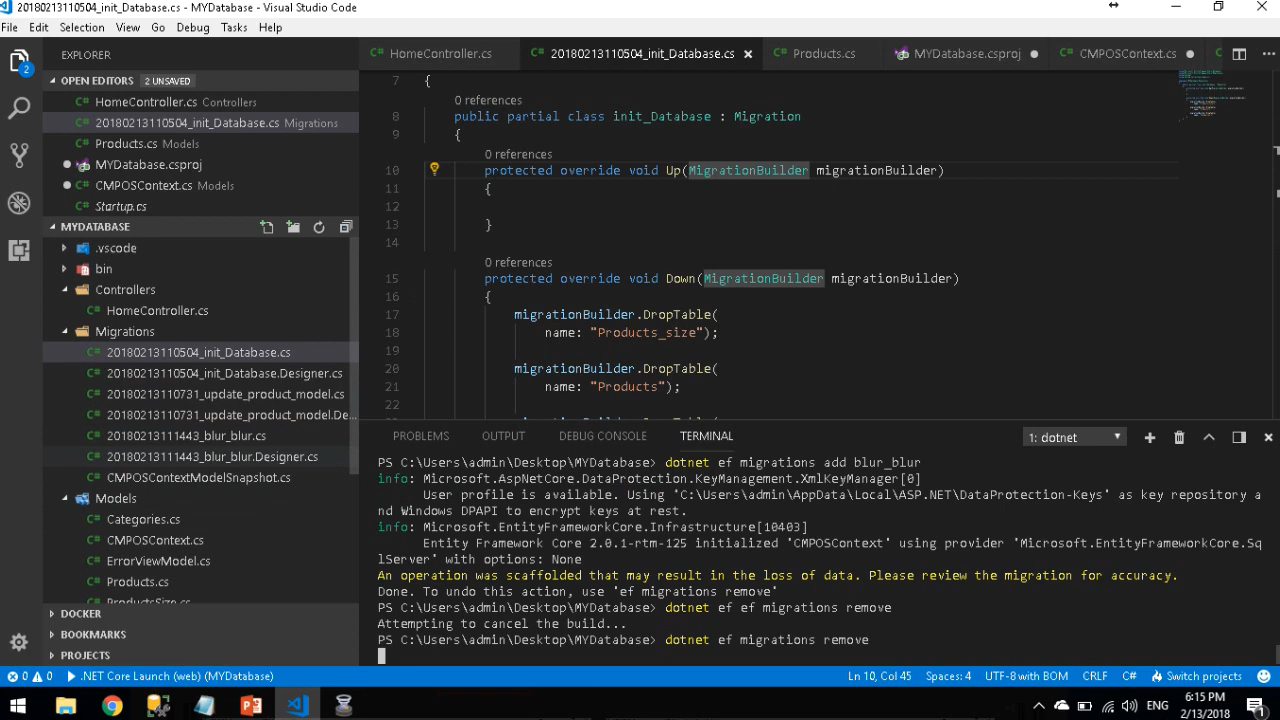 20180213110504_init_Database.cs - MYDatabase - Visual Studio Code
File Edit Selection View Go Debug Tasks Help
EXPLORER
HomeController.cs 20180213110504_init_Database.cs Products.cs MYDatabase.csproj CMPOSContext.cs
2
OPEN EDITORS 2 UNSAVED
HomeController.cs Controllers
20180213110504_init_Database.cs Migrations
Products.cs Models
MYDatabase.csproj
CMPOSContext.cs Models
Startup.cs
MYDATABASE
.vscode
bin
Controllers
HomeController.cs
Migrations
20180213110504_init_Database.cs
20180213110504_init_Database.Designer.cs
20180213110731_update_product_model.cs
20180213110731_update_product_model.De...
20180213111443_blur_blur.cs
20180213111443_blur_blur.Designer.cs
CMPOSContextModelSnapshot.cs
Models
Categories.cs
CMPOSContext.cs
ErrorViewModel.cs
Products.cs
ProductsSize.cs
DOCKER
BOOKMARKS
PROJECTS
7 {
0 references
8 public partial class init_Database : Migration
9 {
0 references
10 protected override void Up(MigrationBuilder migrationBuilder)
11 {
12
13 }
14
0 references
15 protected override void Down(MigrationBuilder migrationBuilder)
16 {
17 migrationBuilder.DropTable(
18 name: "Products_size");
19
20 migrationBuilder.DropTable(
21 name: "Products");
22
PROBLEMS OUTPUT DEBUG CONSOLE TERMINAL 1: dotnet
PS C:\Users\admin\Desktop\MYDatabase> dotnet ef migrations add blur_blur
info: Microsoft.AspNetCore.DataProtection.KeyManagement.XmlKeyManager[0]
User profile is available. Using 'C:\Users\admin\AppData\Local\ASP.NET\DataProtection-Keys' as key repository a
nd Windows DPAPI to encrypt keys at rest.
info: Microsoft.EntityFrameworkCore.Infrastructure[10403]
Entity Framework Core 2.0.1-rtm-125 initialized 'CMPOSContext' using provider 'Microsoft.EntityFrameworkCore.Sq
lServer' with options: None
An operation was scaffolded that may result in the loss of data. Please review the migration for accuracy.
Done. To undo this action, use 'ef migrations remove'
PS C:\Users\admin\Desktop\MYDatabase> dotnet ef ef migrations remove
Attempting to cancel the build...
PS C:\Users\admin\Desktop\MYDatabase> dotnet ef migrations remove
0 0 .NET Core Launch (web) (MYDatabase) Ln 10, Col 45 Spaces: 4 UTF-8 with BOM CRLF C# Switch projects
ENG 6:15 PM
2/13/2018
1